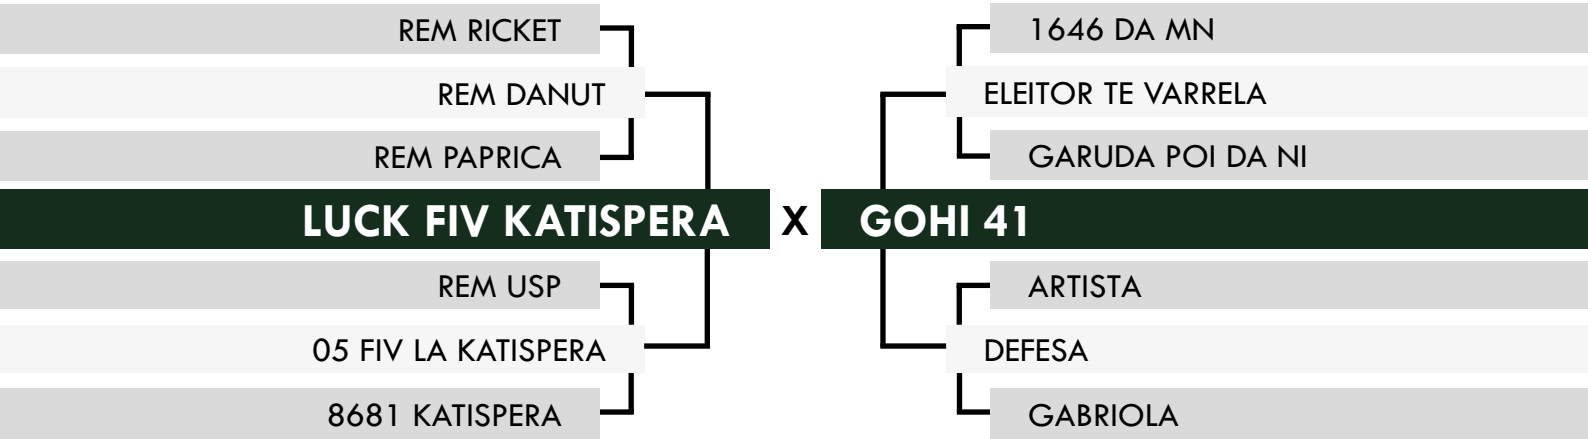 REM RICKET
REM DANUT
REM PAPRICA
LUCK FIV KATISPERA X GOHI 41
REM USP
05 FIV LA KATISPERA
8681 KATISPERA
1646 DA MN
ELEITOR TE VARRELA
GARUDA POI DA NI
ARTISTA
DEFESA
GABRIOLA